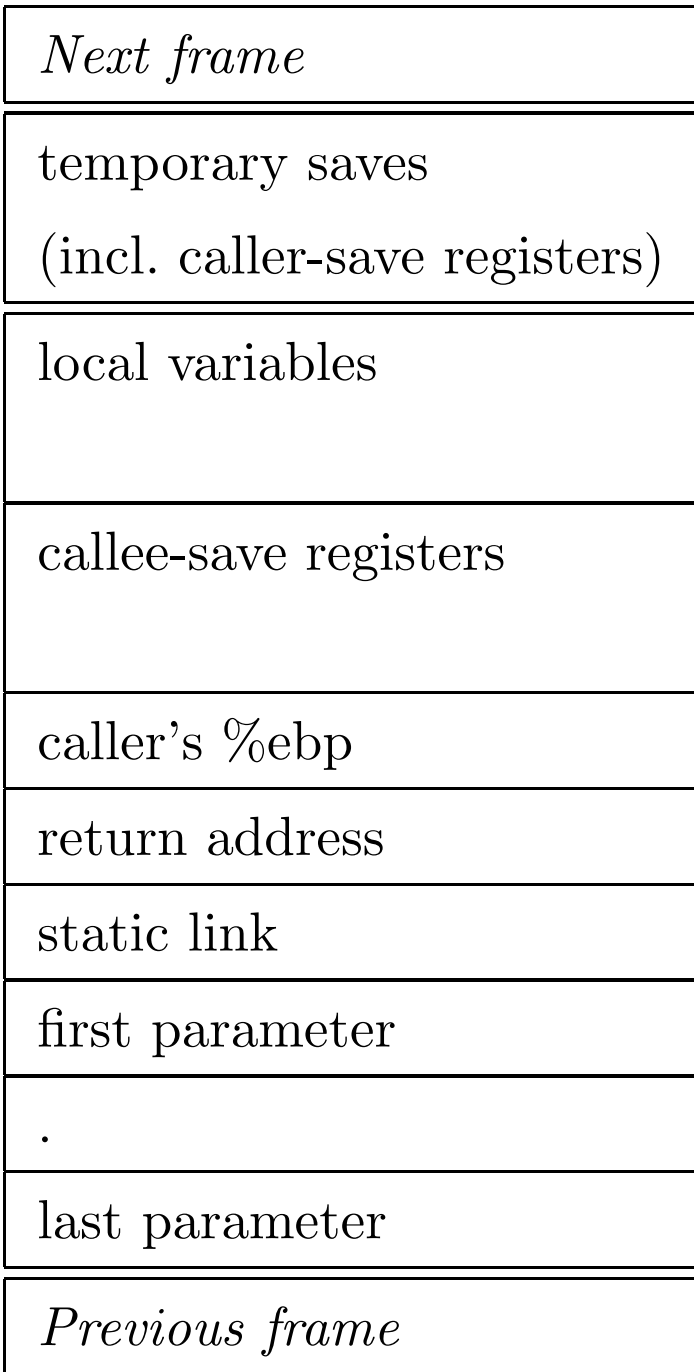 Next frame
temporary saves
(incl. caller-save registers)
local variables
callee-save registers
caller's %ebp
return address
static link
first parameter
.
last parameter
Previous frame